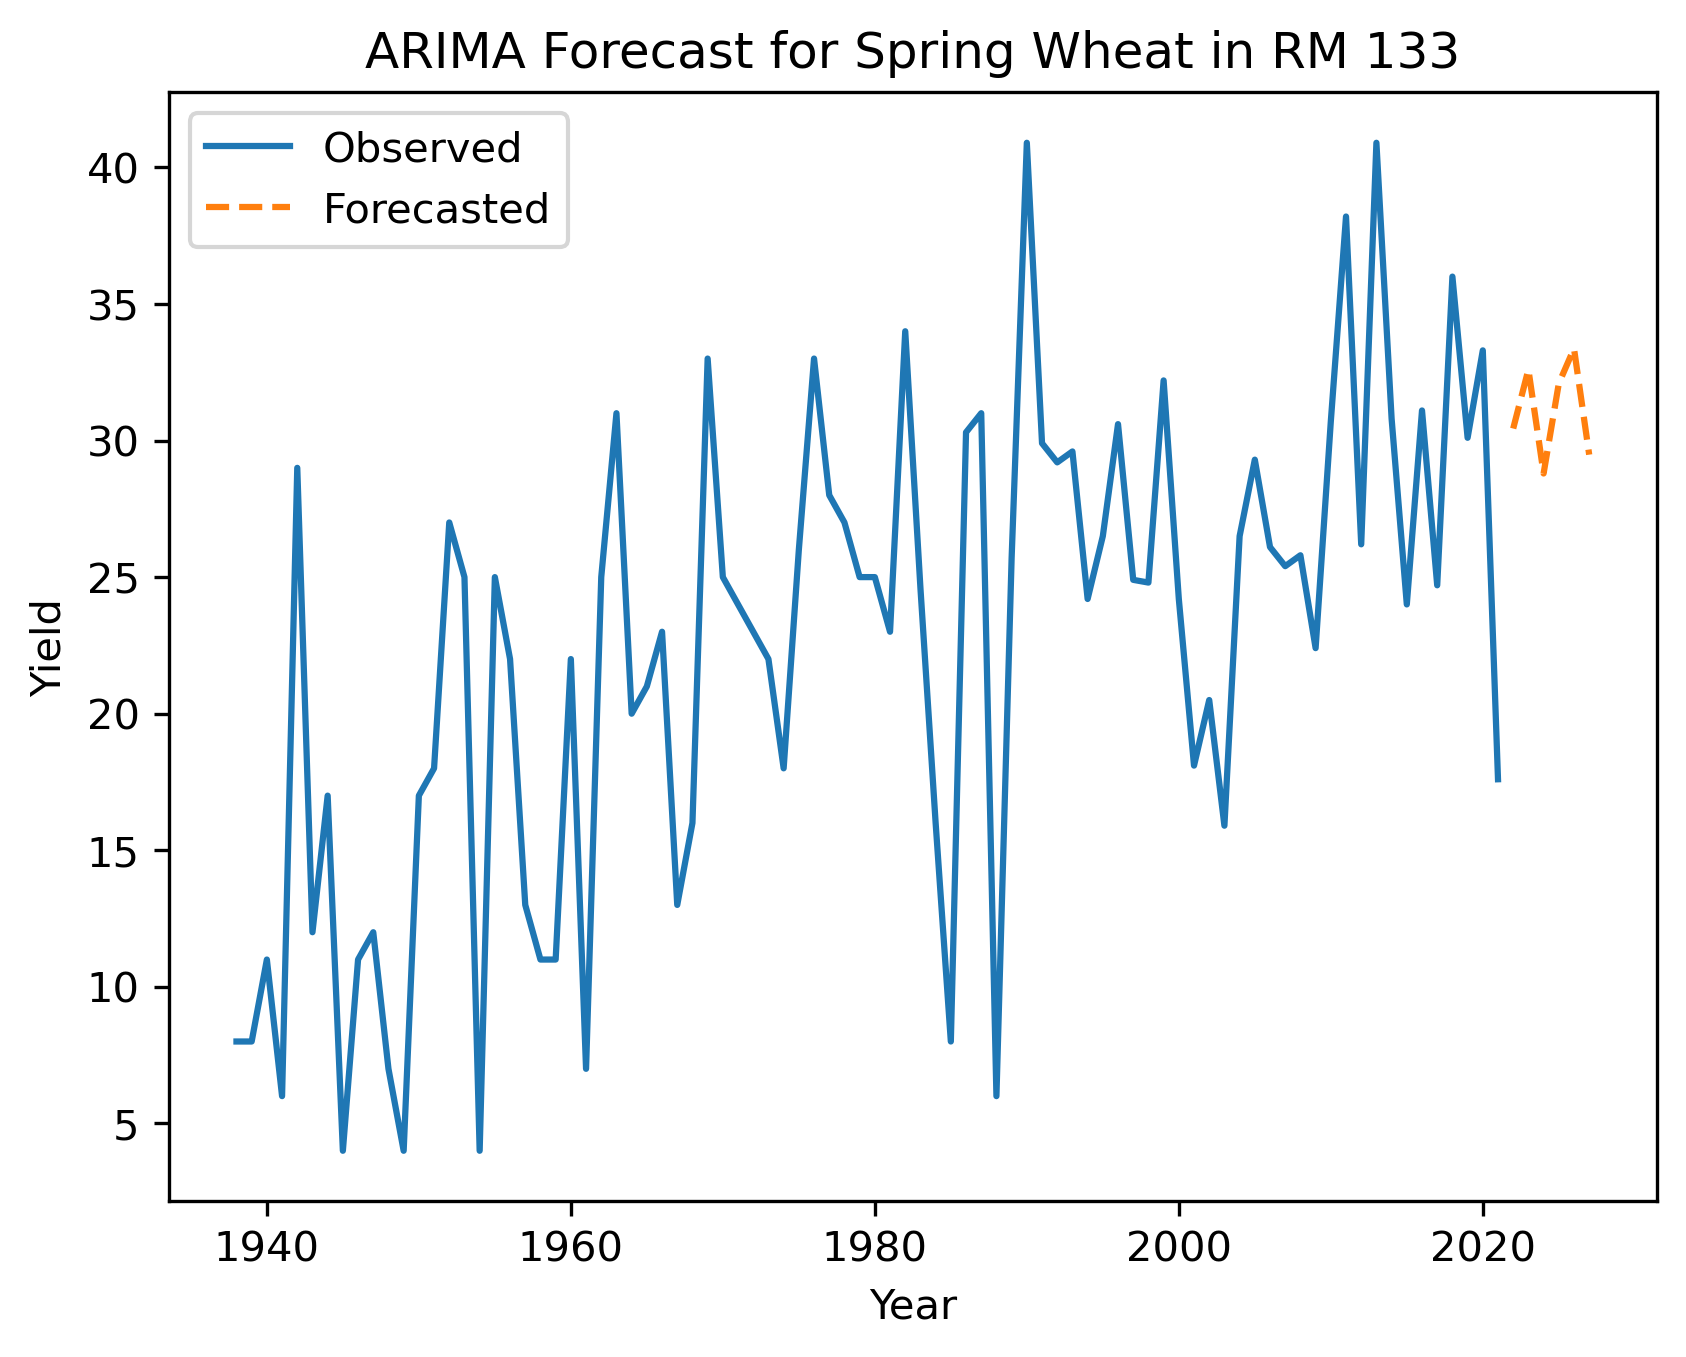 ARIMA Forecast for Spring Wheat in RM 133
Observed
Forecasted
40
35
30
25
20
15
10
5
Yield
1940 1960 1980 2000 2020
Year